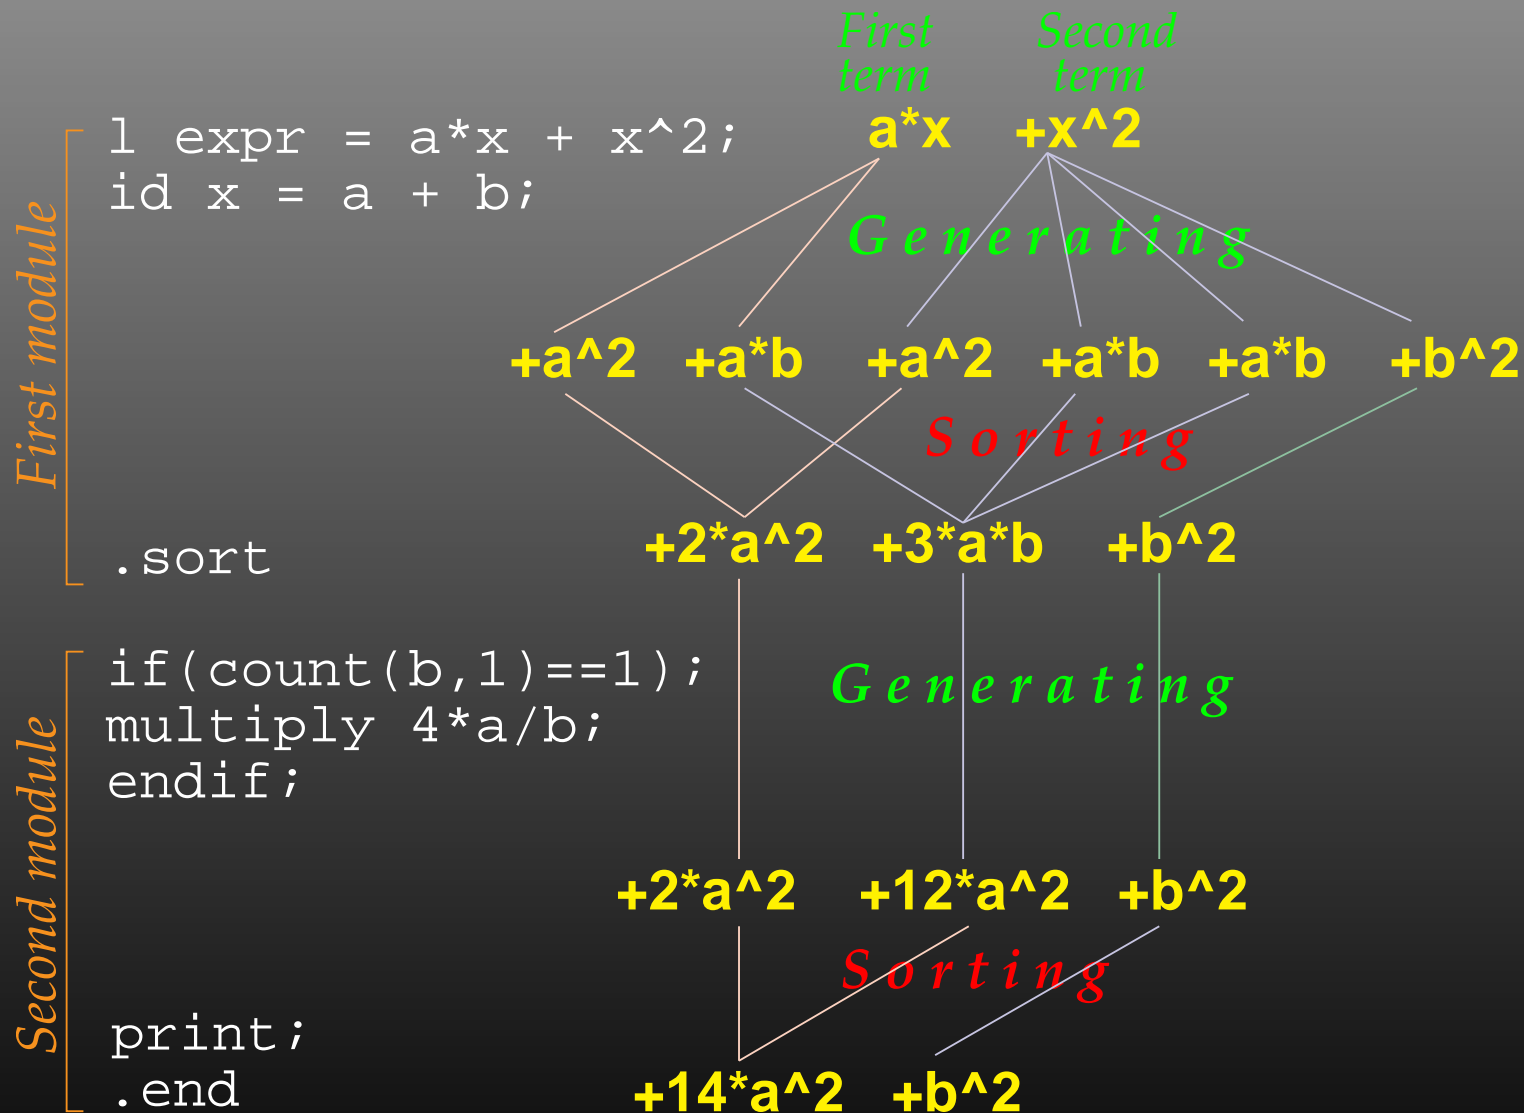 First Second
term term
l expr = a*x + x^2; a*x +x^2
id x = a + b;
Generating
First module
+a^2 +a*b +a^2 +a*b +a*b +b^2
Sorting
.sort +2*a^2 +3*a*b +b^2
if(count(b,1)==1);
multiply 4*a/b;
endif;
Generating
Second module
+2*a^2 +12*a^2 +b^2
Sorting
print;
.end +14*a^2 +b^2